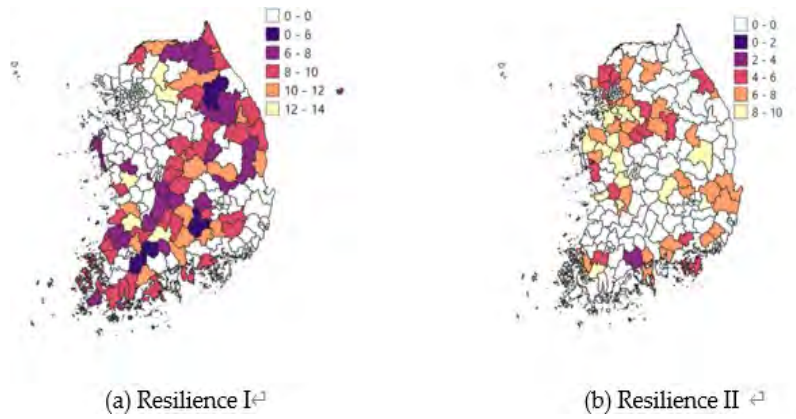 0 - 0
0 - 6
6 - 8
8 - 10
10 - 12
12 - 14
0 - 0
0 - 2
2 - 4
4 - 6
6 - 8
8 - 10
(a) Resilience I↵
(b) Resilience II ↵